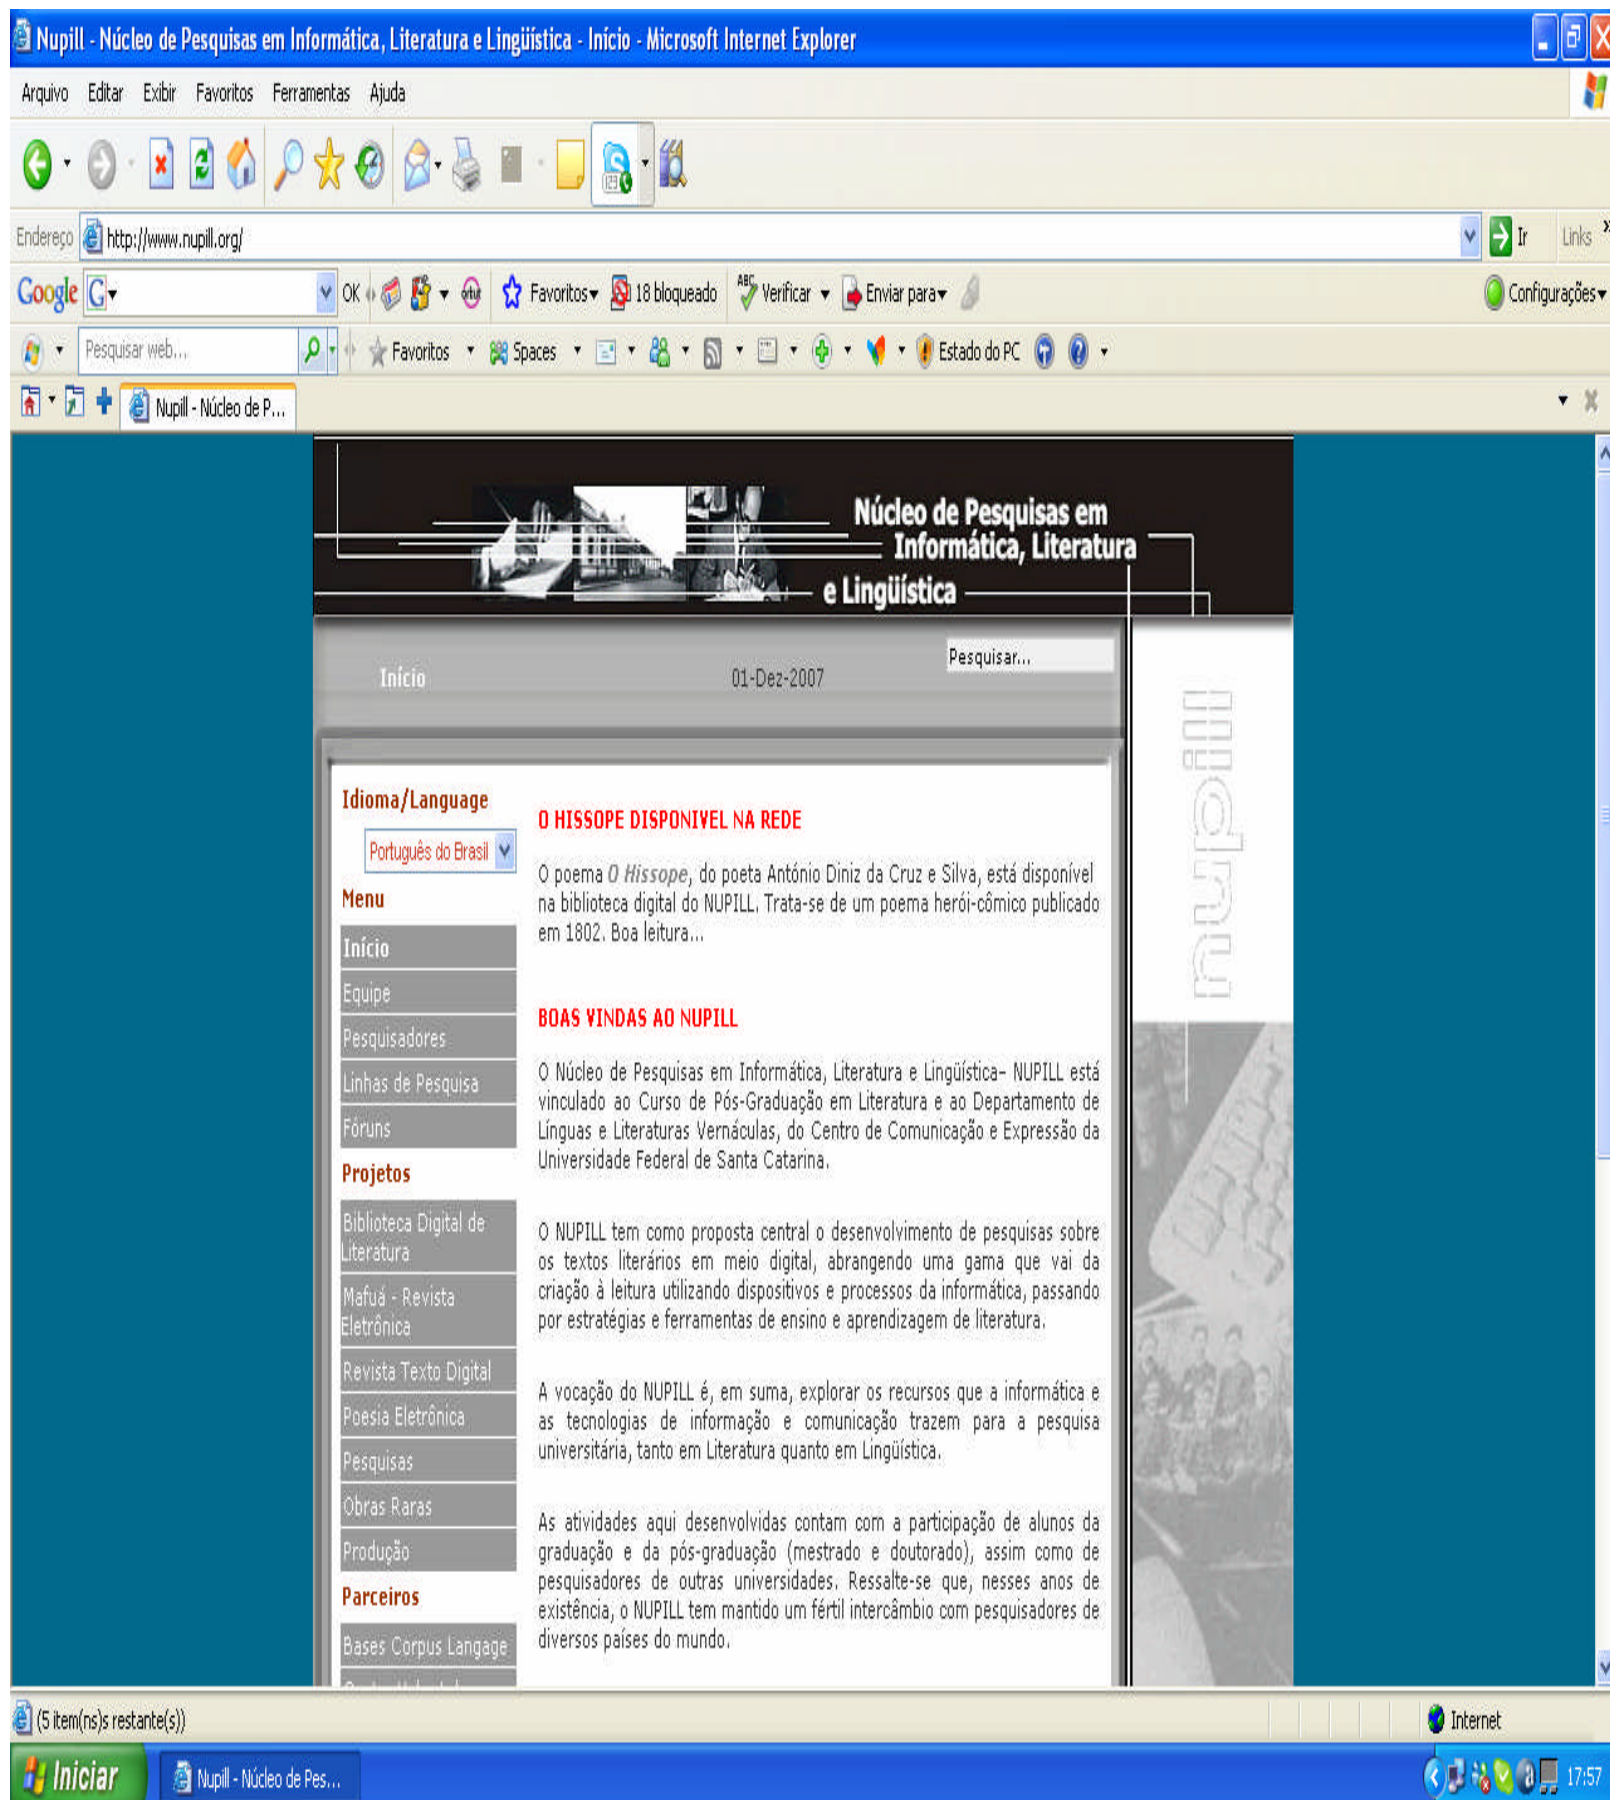 Nupill - Núcleo de Pesquisas em Informática, Literatura e Lingüística - Início - Microsoft Internet Explorer
Arquivo Editar Exibir Favoritos Ferramentas Ajuda
Endereço http://www.nupill.org/ Ir Links
Google G OK orkut Favoritos 18 bloqueado ABC Verificar Enviar para Configurações
Pesquisar web... Favoritos Spaces Estado do PC
Nupill - Núcleo de P...
Núcleo de Pesquisas em
Informática, Literatura
e Lingüística
Pesquisar...
Início 01-Dez-2007
nupill
Idioma/Language
Português do Brasil
Menu
Início
Equipe
Pesquisadores
Linhas de Pesquisa
Fóruns
Projetos
Biblioteca Digital de
Literatura
Mafuá - Revista
Eletrônica
Revista Texto Digital
Poesia Eletrônica
Pesquisas
Obras Raras
Produção
Parceiros
Bases Corpus Langage
O HISSOPE DISPONIVEL NA REDE
O poema O Hissope, do poeta António Diniz da Cruz e Silva, está disponível
na biblioteca digital do NUPILL. Trata-se de um poema herói-cômico publicado
em 1802. Boa leitura...
BOAS VINDAS AO NUPILL
O Núcleo de Pesquisas em Informática, Literatura e Lingüística– NUPILL está
vinculado ao Curso de Pós-Graduação em Literatura e ao Departamento de
Línguas e Literaturas Vernáculas, do Centro de Comunicação e Expressão da
Universidade Federal de Santa Catarina.
O NUPILL tem como proposta central o desenvolvimento de pesquisas sobre
os textos literários em meio digital, abrangendo uma gama que vai da
criação à leitura utilizando dispositivos e processos da informática, passando
por estratégias e ferramentas de ensino e aprendizagem de literatura.
A vocação do NUPILL é, em suma, explorar os recursos que a informática e
as tecnologias de informação e comunicação trazem para a pesquisa
universitária, tanto em Literatura quanto em Lingüística.
As atividades aqui desenvolvidas contam com a participação de alunos da
graduação e da pós-graduação (mestrado e doutorado), assim como de
pesquisadores de outras universidades. Ressalte-se que, nesses anos de
existência, o NUPILL tem mantido um fértil intercâmbio com pesquisadores de
diversos países do mundo.
(5 item(ns)s restante(s)) Internet
Iniciar Nupill - Núcleo de Pes... 17:57